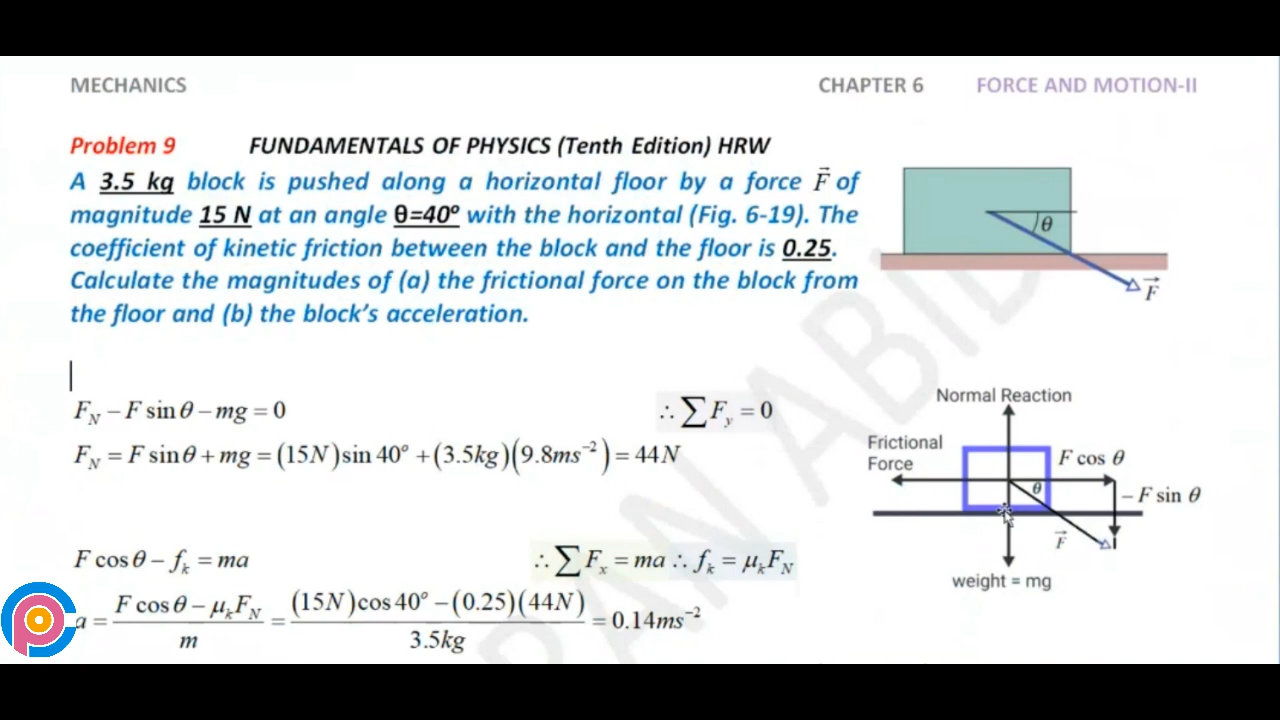 MECHANICS CHAPTER 6 FORCE AND MOTION-II
Problem 9 FUNDAMENTALS OF PHYSICS (Tenth Edition) HRW
A 3.5 kg block is pushed along a horizontal floor by a force F⃗ of
magnitude 15 N at an angle θ=40° with the horizontal (Fig. 6-19). The
coefficient of kinetic friction between the block and the floor is 0.25.
Calculate the magnitudes of (a) the frictional force on the block from
the floor and (b) the block's acceleration.
θ
F⃗
F_N − F sin θ − mg = 0 ∴ ∑ F_y = 0
F_N = F sin θ + mg = (15N) sin 40° + (3.5kg)(9.8ms⁻²) = 44N
F cos θ − f_k = ma ∴ ∑ F_x = ma ∴ f_k = μ_k F_N
a = (F cos θ − μ_k F_N)/m = ((15N) cos 40° − (0.25)(44N))/3.5kg = 0.14ms⁻²
Normal Reaction
Frictional
Force
F cos θ
θ
− F sin θ
F⃗
weight = mg